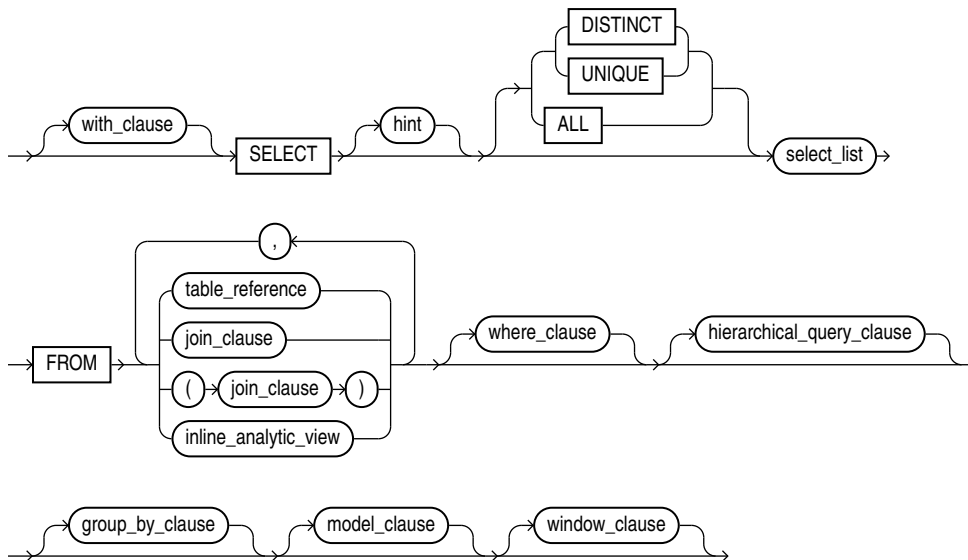 DISTINCT
UNIQUE
with_clause hint ALL
SELECT select_list
,
table_reference
join_clause where_clause hierarchical_query_clause
FROM
( join_clause )
inline_analytic_view
group_by_clause model_clause window_clause